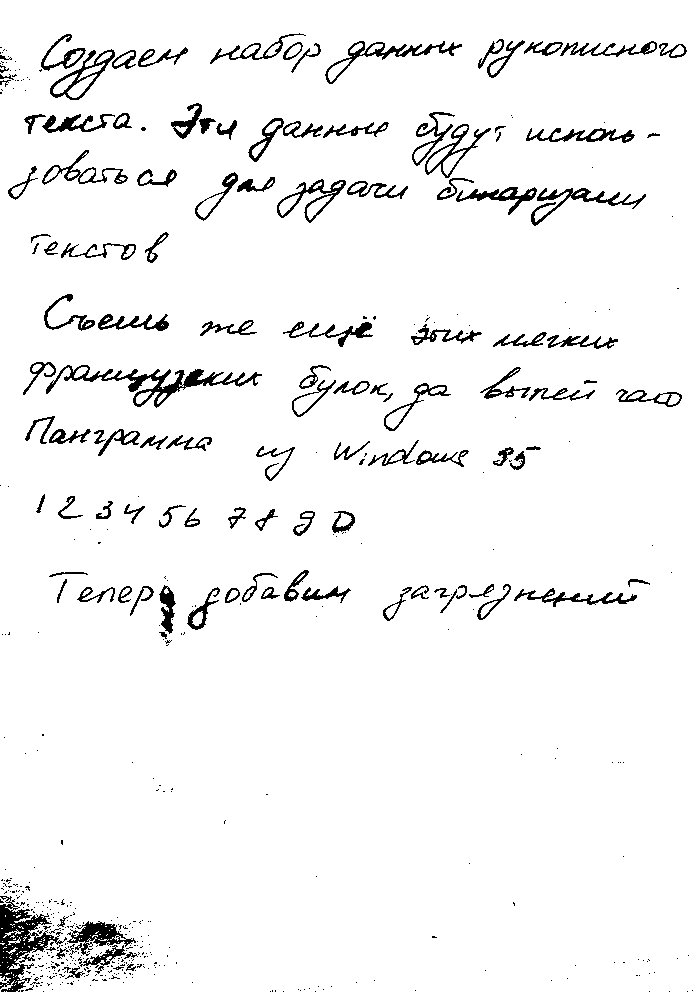 Создаем набор данных рукописного
текста. Эти данные будут исполь-
зоваться для задачи бинаризации
текстов
Съешь же ещё этих мягких
французских булок, да выпей чаю
Панграмма из Windows 95
1 2 3 4 5 6 7 8 9 0
Теперь добавим загрязнений